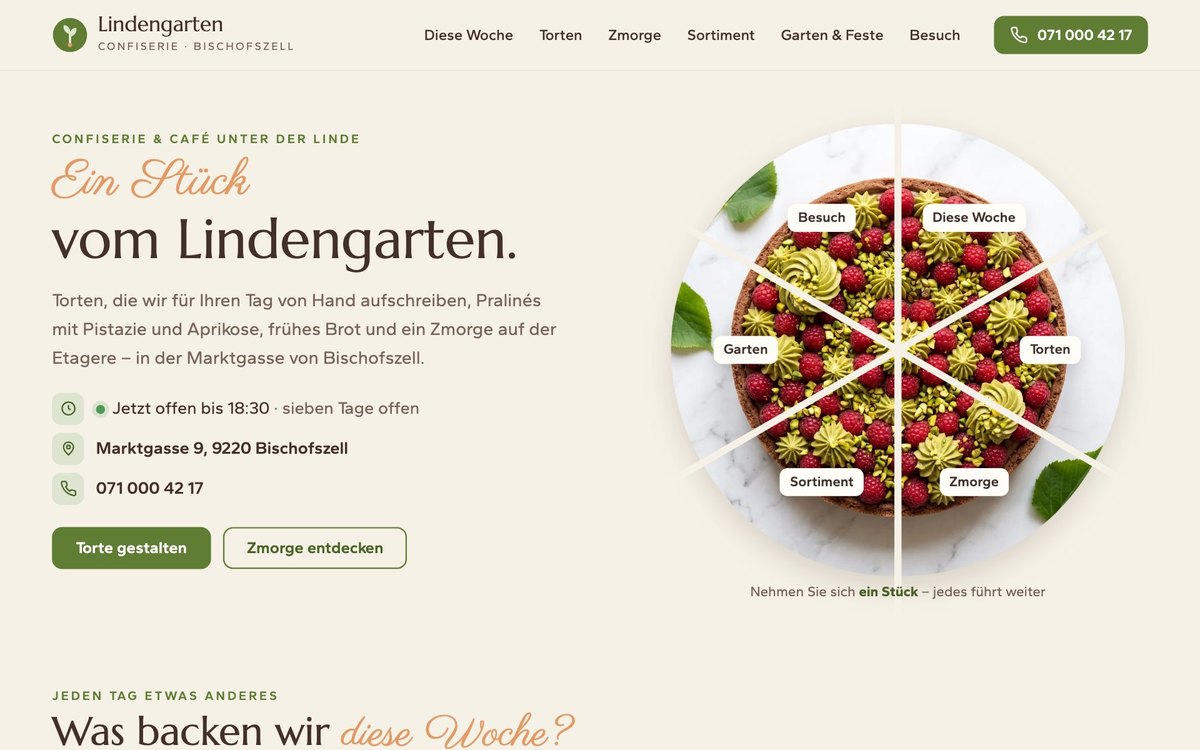 Lindengarten
CONFISERIE · BISCHOFSZELL
Diese Woche
Torten
Zmorge
Sortiment
Garten & Feste
Besuch
071 000 42 17
CONFISERIE & CAFÉ UNTER DER LINDE
Ein Stück
vom Lindengarten.
Torten, die wir für Ihren Tag von Hand aufschreiben, Pralinés
mit Pistazie und Aprikose, frühes Brot und ein Zmorge auf der
Etagere – in der Marktgasse von Bischofszell.
Jetzt offen bis 18:30 · sieben Tage offen
Marktgasse 9, 9220 Bischofszell
071 000 42 17
Torte gestalten
Zmorge entdecken
Besuch
Diese Woche
Garten
Torten
Sortiment
Zmorge
Nehmen Sie sich ein Stück – jedes führt weiter
JEDEN TAG ETWAS ANDERES
Was backen wir diese Woche?